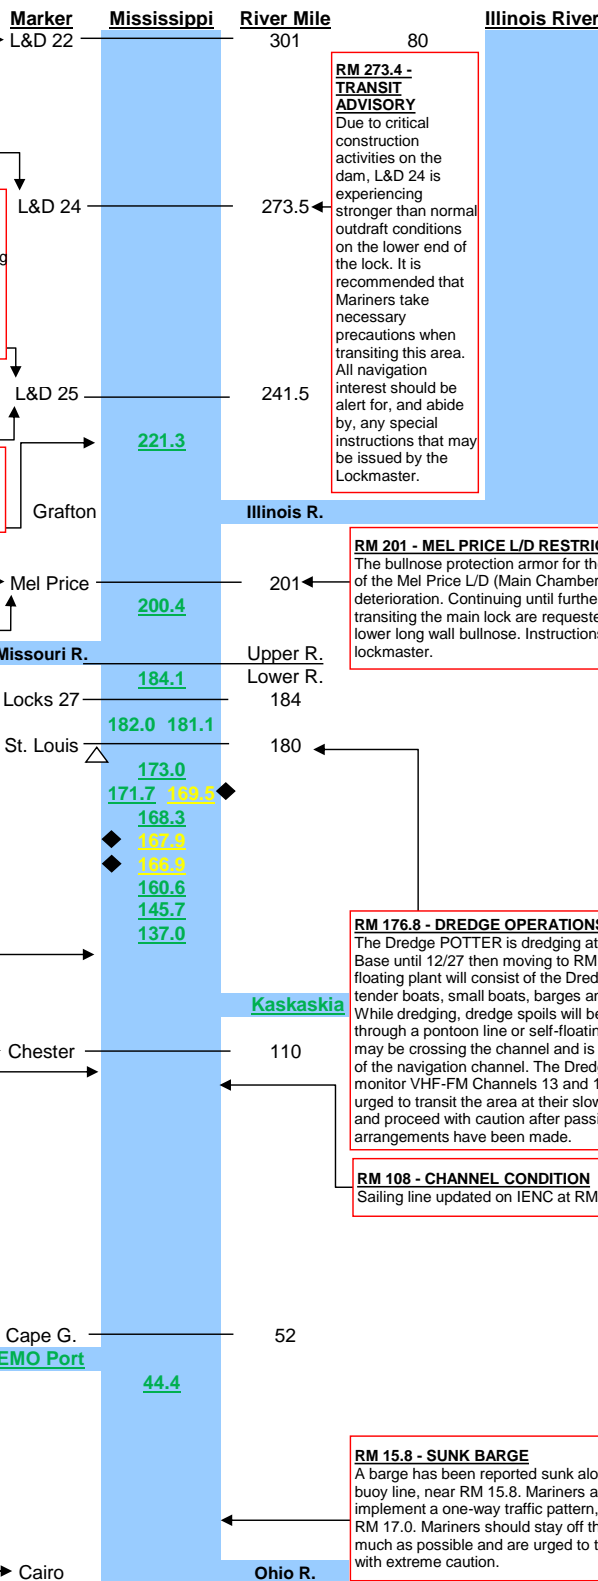 Marker Mississippi River Mile Illinois River
L&D 22 301 80
RM 273.4 -
TRANSIT
ADVISORY
Due to critical
construction
activities on the
dam, L&D 24 is
experiencing
stronger than normal
outdraft conditions
on the lower end of
the lock. It is
recommended that
Mariners take
necessary
precautions when
transiting this area.
All navigation
interest should be
alert for, and abide
by, any special
instructions that may
be issued by the
Lockmaster.
L&D 24 273.5
g
L&D 25 241.5
221.3
Grafton Illinois R.
RM 201 - MEL PRICE L/D RESTRIC
The bullnose protection armor for the
of the Mel Price L/D (Main Chamber
deterioration. Continuing until furthe
transiting the main lock are requeste
lower long wall bullnose. Instructions
lockmaster.
Mel Price 201
200.4
Missouri R. Upper R.
184.1 Lower R.
Locks 27 184
182.0 181.1
St. Louis 180
173.0
171.7 169.5
168.3
167.9
166.9
160.6
145.7
137.0
RM 176.8 - DREDGE OPERATIONS
The Dredge POTTER is dredging at
Base until 12/27 then moving to RM
floating plant will consist of the Dred
tender boats, small boats, barges an
While dredging, dredge spoils will be
through a pontoon line or self-floatin
may be crossing the channel and is
of the navigation channel. The Dredg
monitor VHF-FM Channels 13 and 1
urged to transit the area at their slow
and proceed with caution after passi
arrangements have been made.
Kaskaskia
Chester 110
RM 108 - CHANNEL CONDITION
Sailing line updated on IENC at RM
Cape G. 52
EMO Port
44.4
RM 15.8 - SUNK BARGE
A barge has been reported sunk alo
buoy line, near RM 15.8. Mariners a
implement a one-way traffic pattern,
RM 17.0. Mariners should stay off th
much as possible and are urged to t
with extreme caution.
Cairo Ohio R.